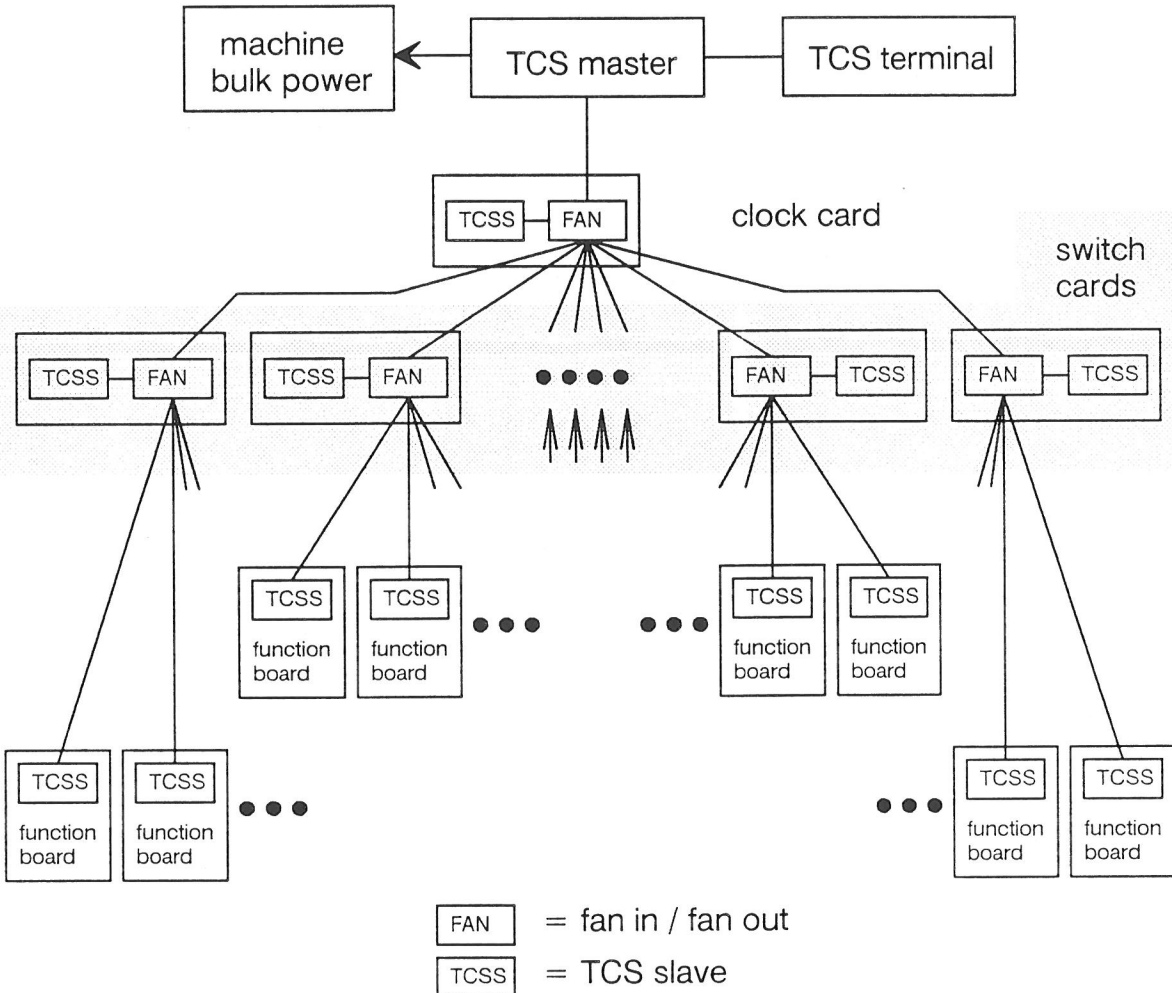 machine
bulk power
TCS master
TCS terminal
TCSS
FAN
clock card
switch
cards
TCSS
FAN
TCSS
FAN
FAN
TCSS
FAN
TCSS
TCSS
function
board
TCSS
function
board
TCSS
function
board
TCSS
function
board
TCSS
function
board
TCSS
function
board
TCSS
function
board
TCSS
function
board
FAN = fan in / fan out
TCSS = TCS slave